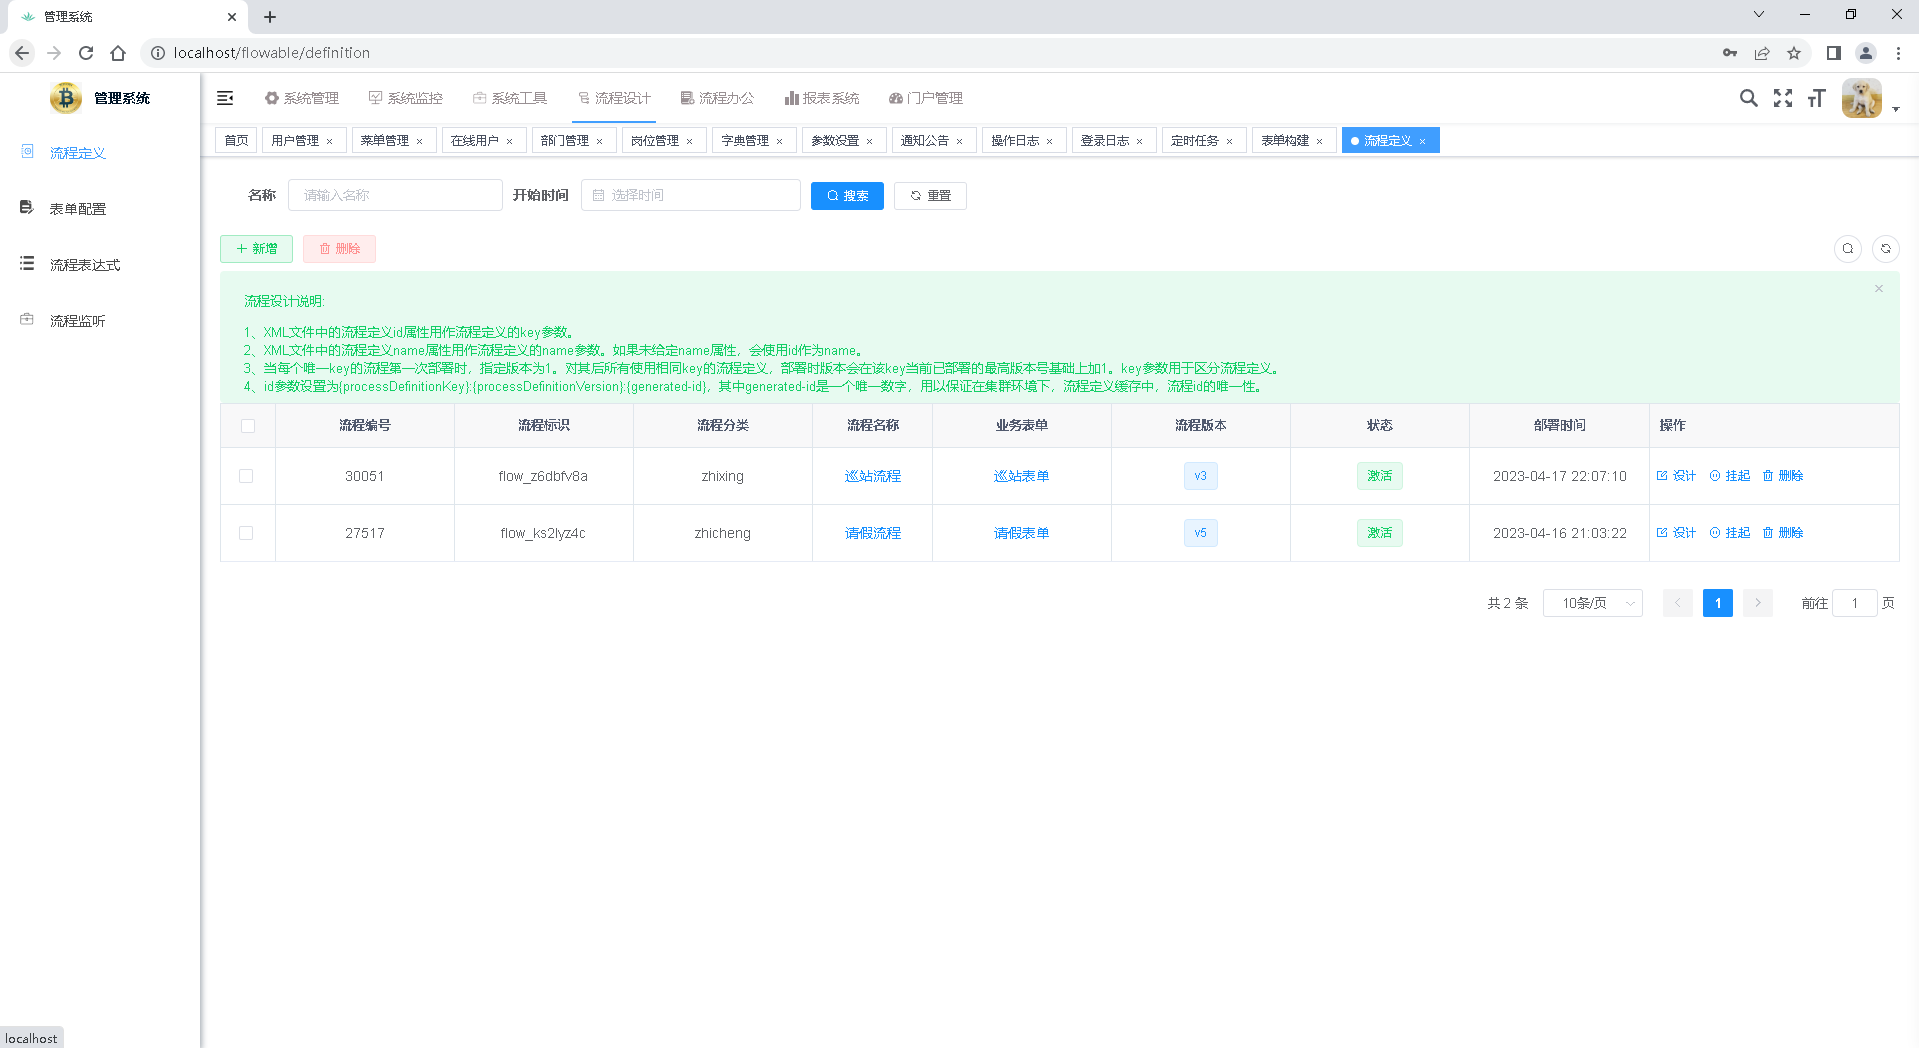 管理系统
localhost/flowable/definition
管理系统
系统管理 系统监控 系统工具 流程设计 流程办公 报表系统 门户管理
首页 用户管理 × 菜单管理 × 在线用户 × 部门管理 × 岗位管理 × 字典管理 × 参数设置 × 通知公告 × 操作日志 × 登录日志 × 定时任务 × 表单构建 × 流程定义 ×
流程定义
表单配置
流程表达式
流程监听
名称 请输入名称 开始时间 选择时间 搜索 重置
新增 删除
流程设计说明:
1、XML文件中的流程定义id属性用作流程定义的key参数。
2、XML文件中的流程定义name属性用作流程定义的name参数。如果未给定name属性，会使用id作为name。
3、当每个唯一key的流程第一次部署时，指定版本为1。对其后所有使用相同key的流程定义，部署时版本会在该key当前已部署的最高版本号基础上加1。key参数用于区分流程定义。
4、id参数设置为{processDefinitionKey}:{processDefinitionVersion}:{generated-id}，其中generated-id是一个唯一数字，用以保证在集群环境下，流程定义缓存中，流程id的唯一性。
流程编号 流程标识 流程分类 流程名称 业务表单 流程版本 状态 部署时间 操作
30051 flow_z6dbfv8a zhixing 巡站流程 巡站表单 v3 激活 2023-04-17 22:07:10 设计 挂起 删除
27517 flow_ks2lyz4c zhicheng 请假流程 请假表单 v5 激活 2023-04-16 21:03:22 设计 挂起 删除
共 2 条 10条/页 1 前往 1 页
localhost